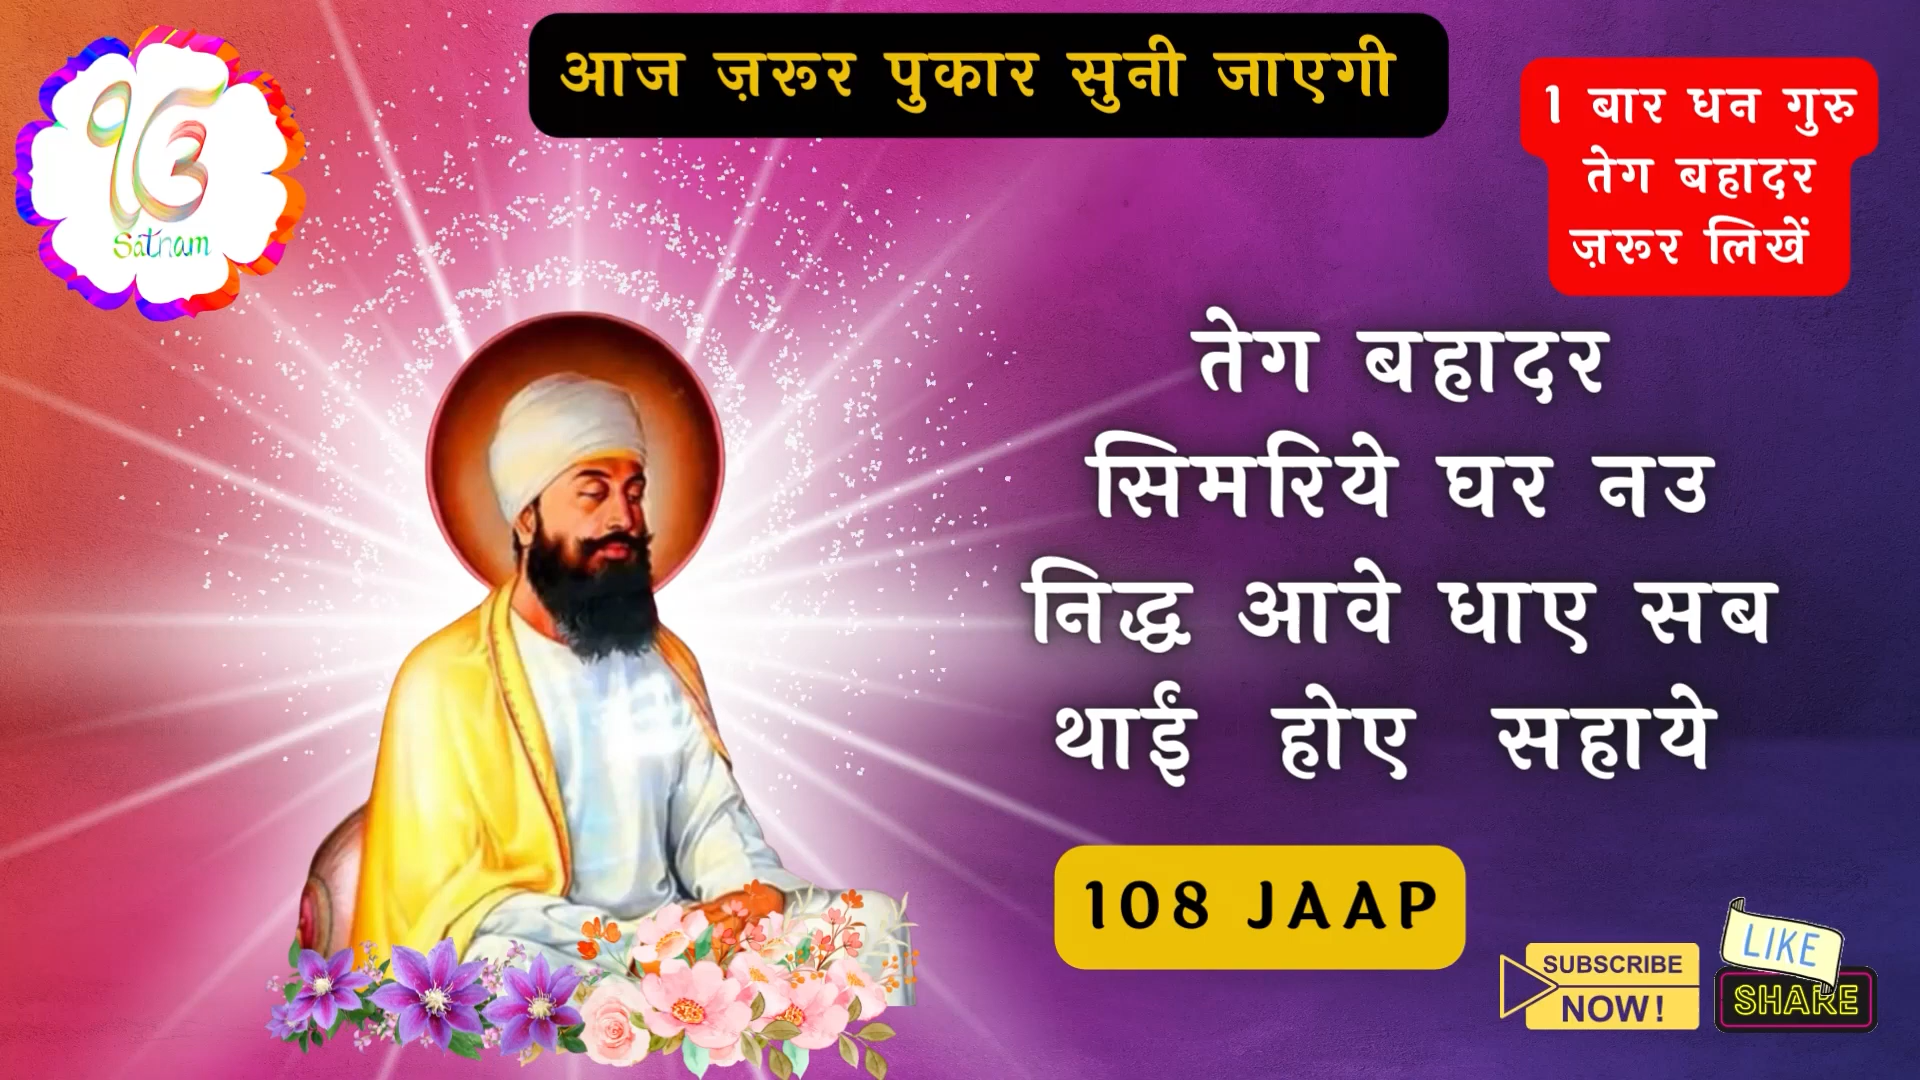 आज ज़रूर पुकार सुनी जाएगी
1 बार धन गुरु
तेग बहादर
ज़रूर लिखें
ੴ
Satnam
तेग बहादर
सिमरिये घर नउ
निद्ध आवे धाए सब
थाईं होए सहाये
108 JAAP
SUBSCRIBE
NOW!
LIKE
SHARE